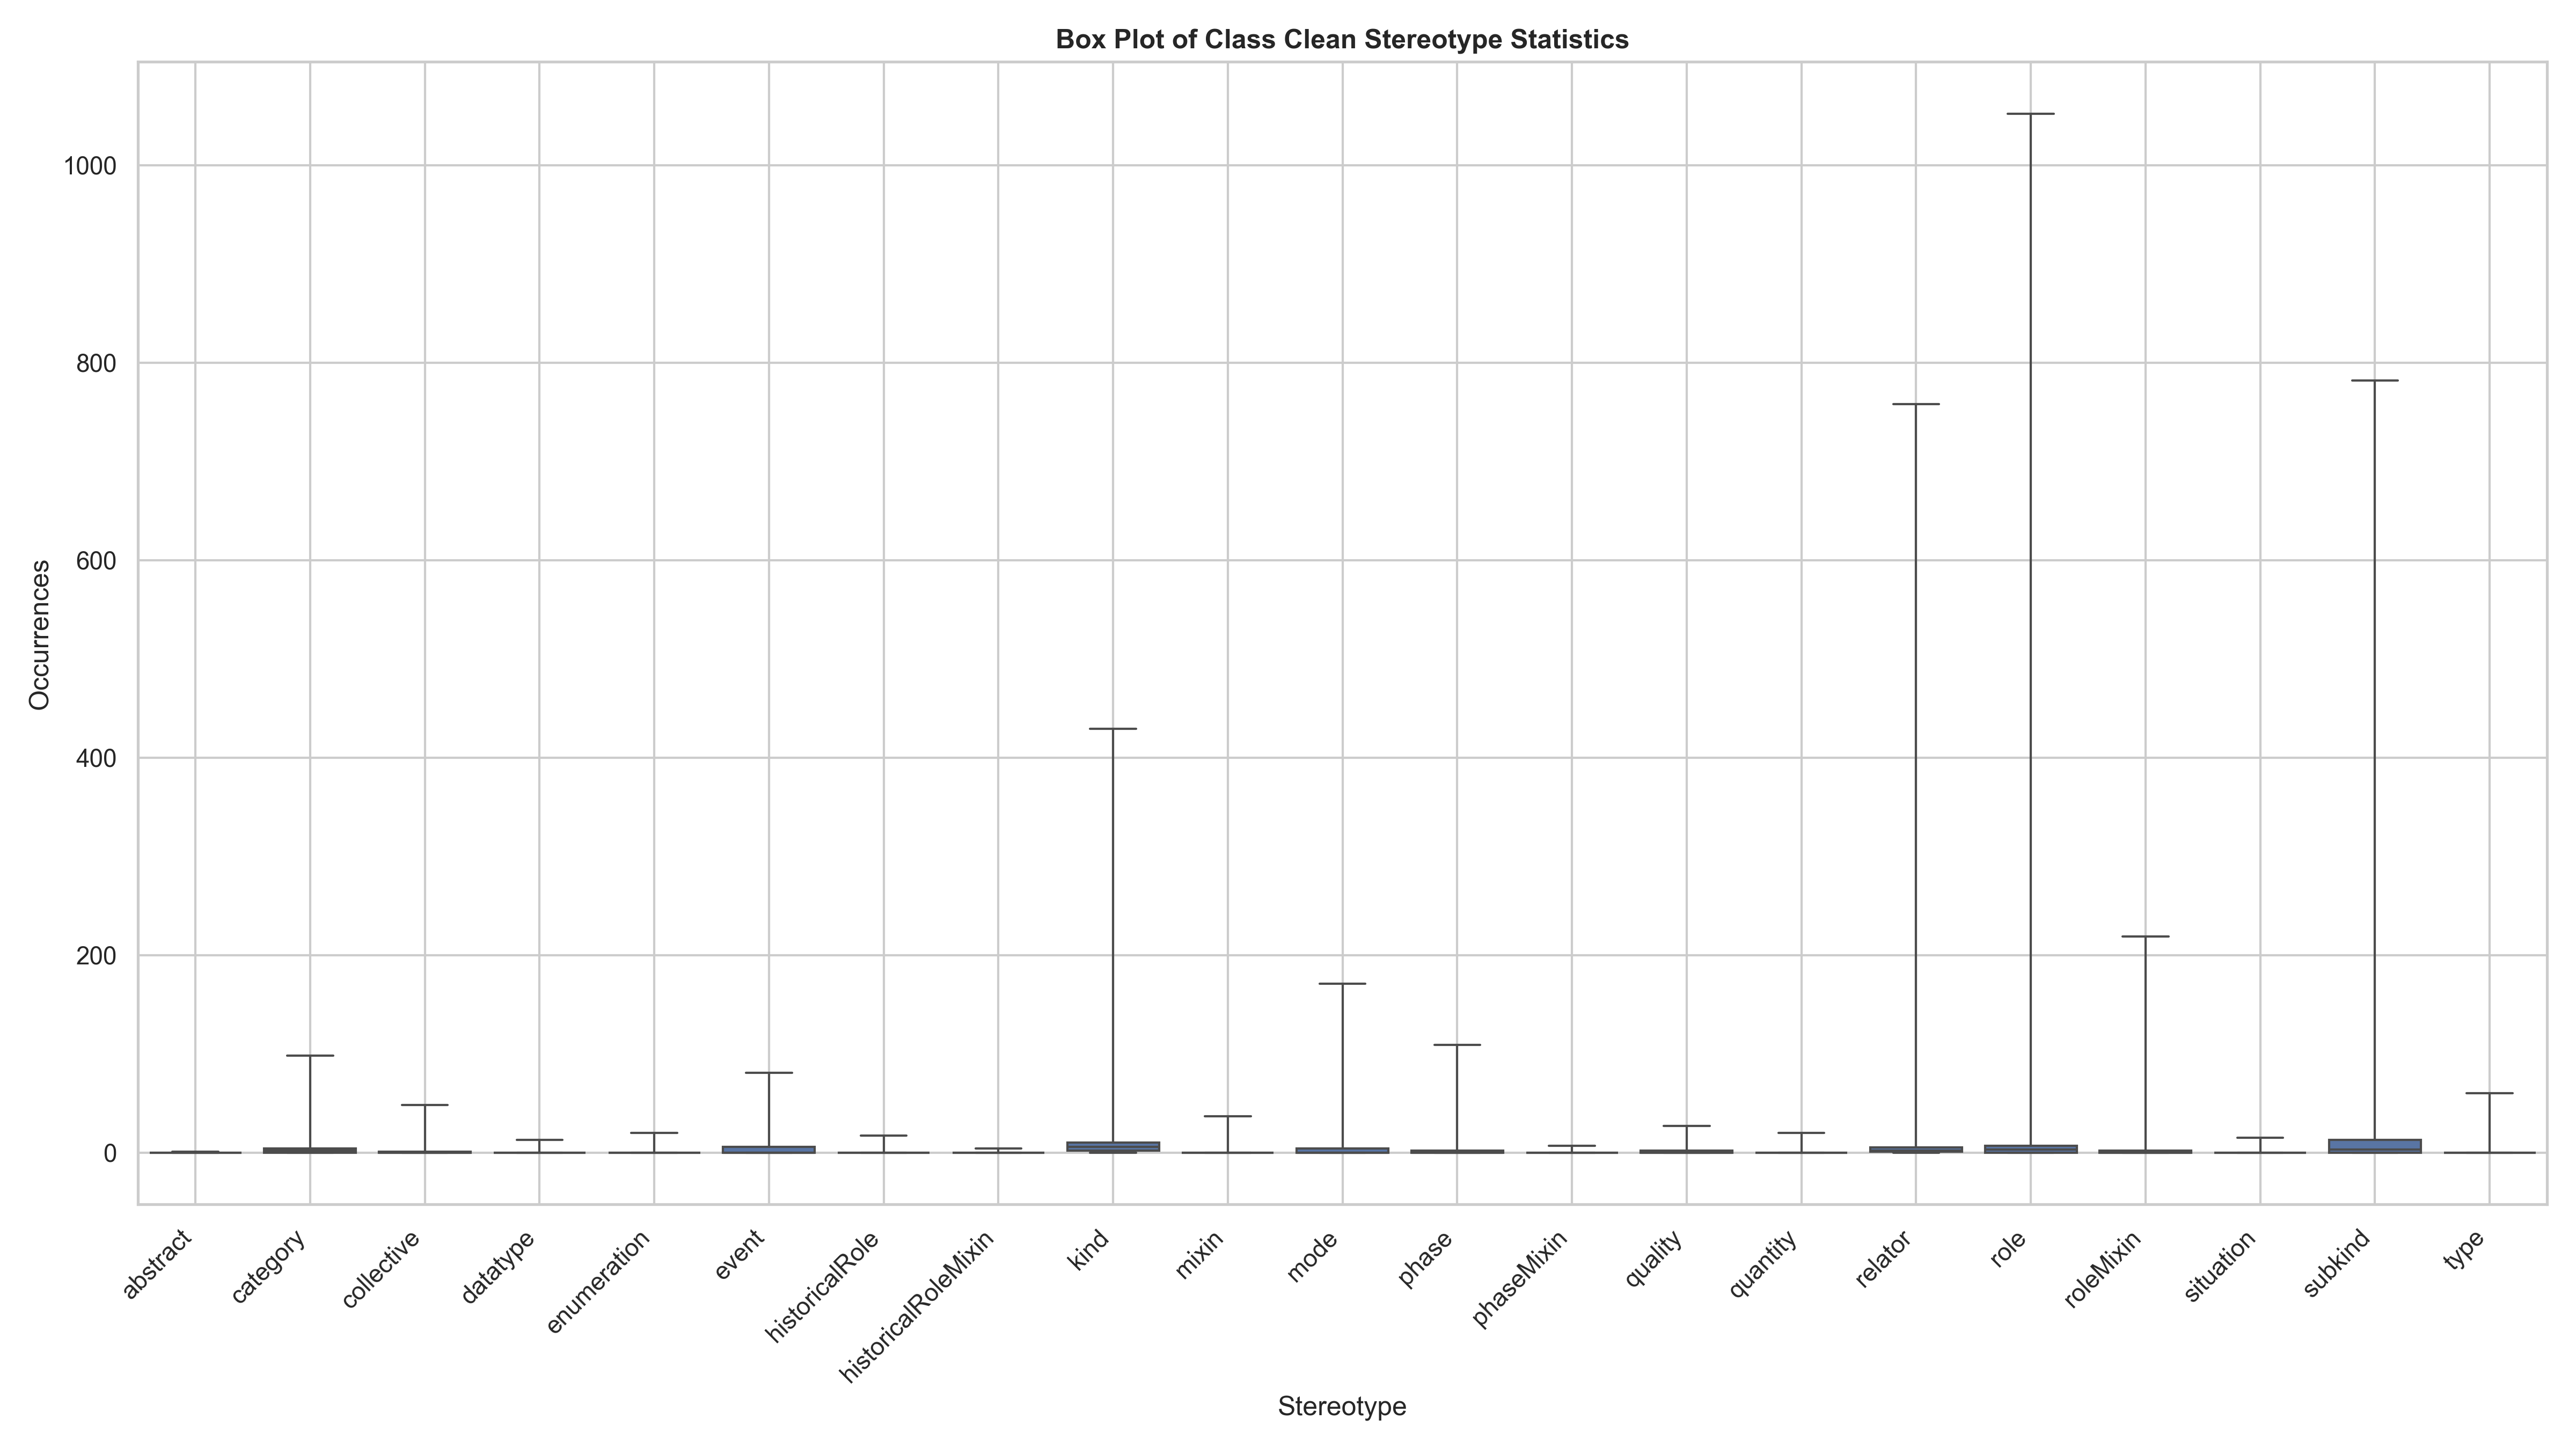 Box Plot of Class Clean Stereotype Statistics
1000
800
600
400
200
0
Occurrences
abstract
category
collective
datatype
enumeration
event
historicalRole
historicalRoleMixin
kind
mixin
mode
phase
phaseMixin
quality
quantity
relator
role
roleMixin
situation
subkind
type
Stereotype